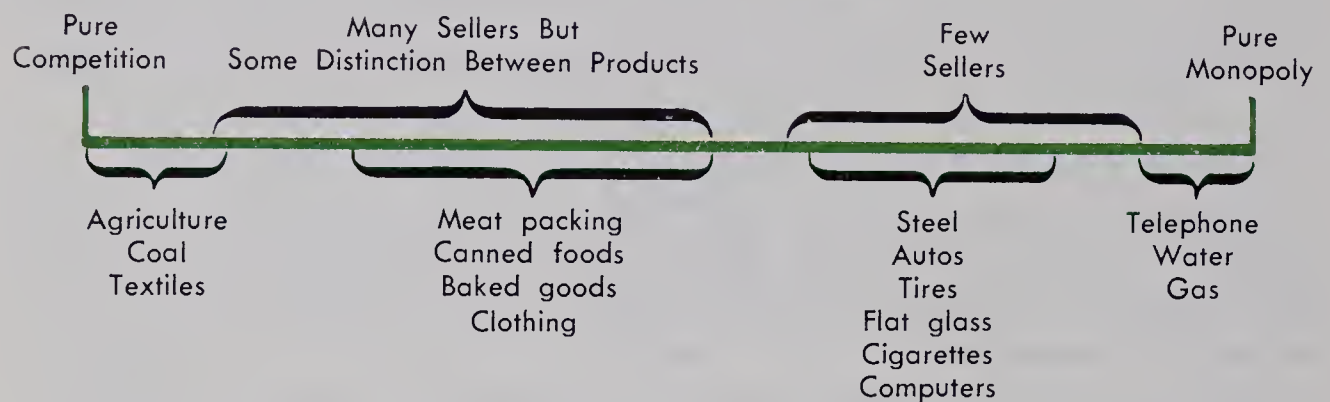 Pure
Competition
Many Sellers But
Some Distinction Between Products
Few
Sellers
Pure
Monopoly
Agriculture
Coal
Textiles
Meat packing
Canned foods
Baked goods
Clothing
Steel
Autos
Tires
Flat glass
Cigarettes
Computers
Telephone
Water
Gas